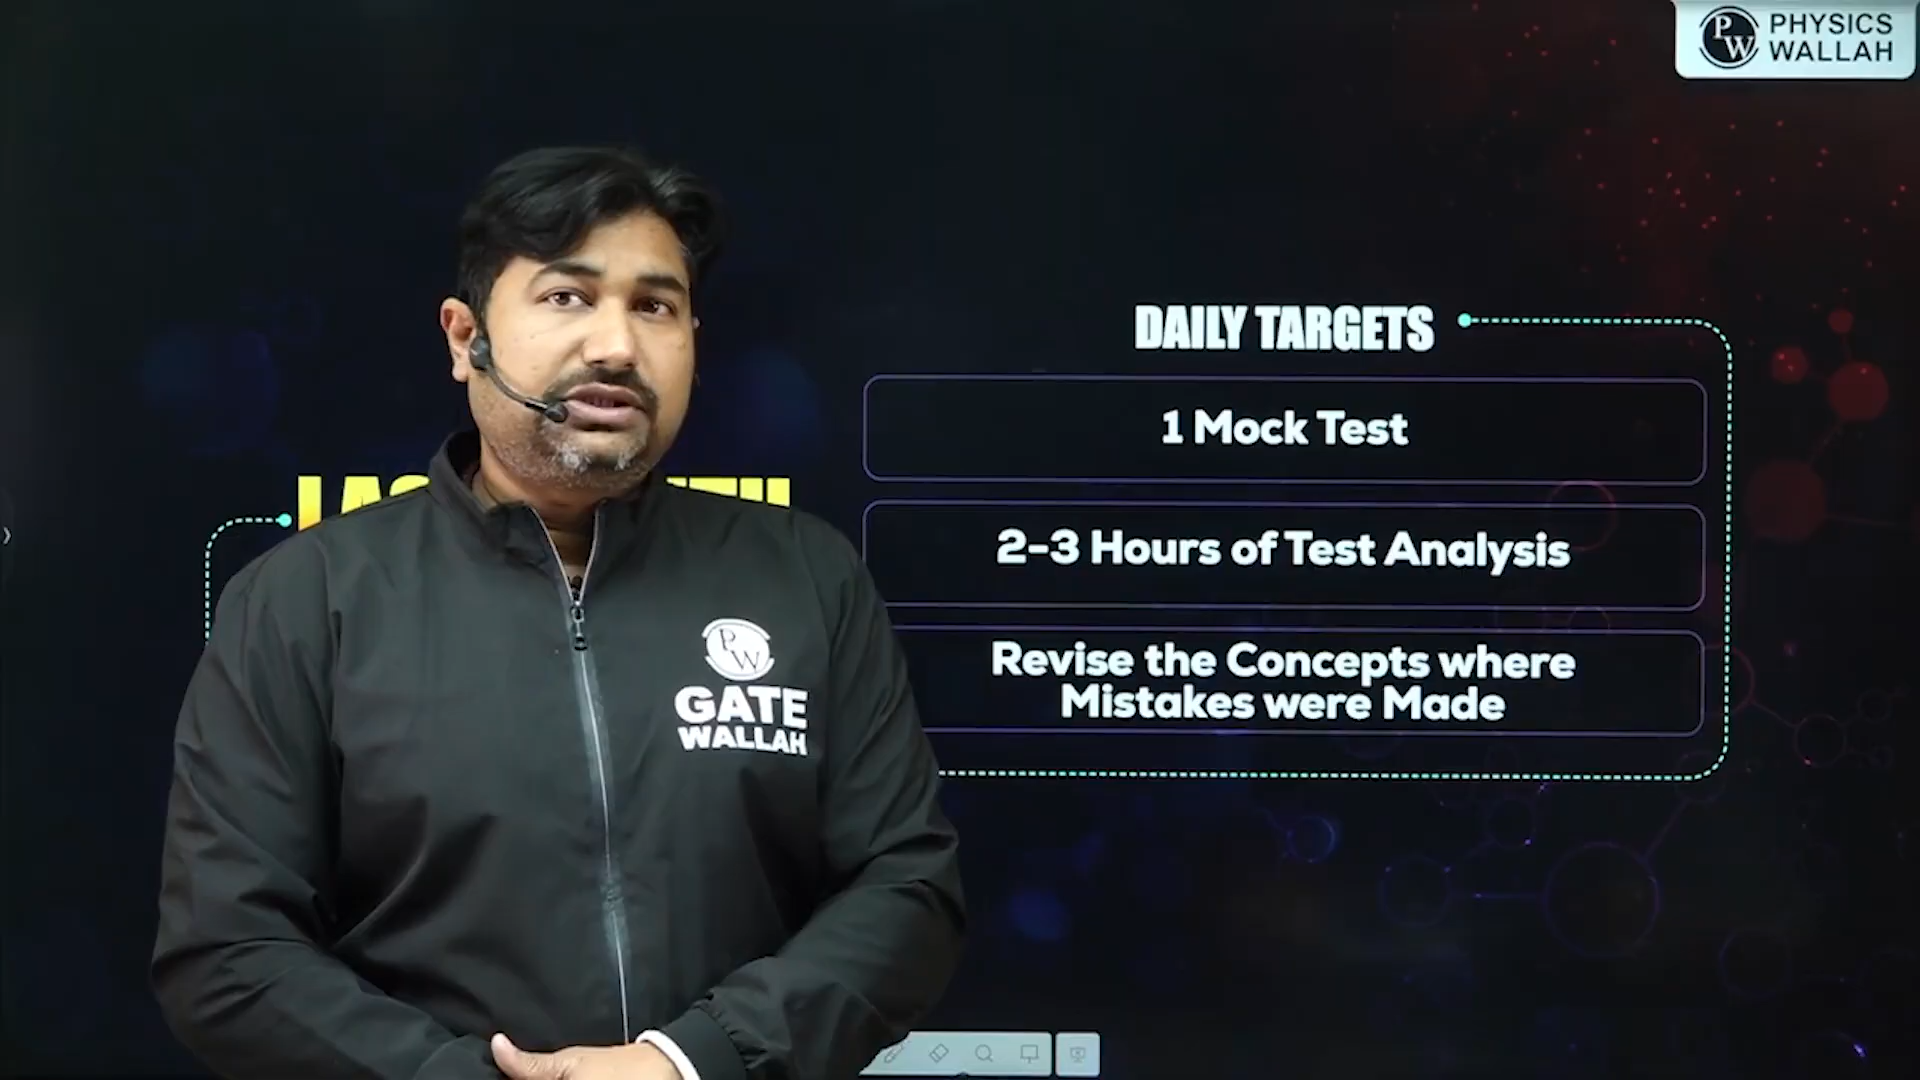 PHYSICS
WALLAH
DAILY TARGETS
1 Mock Test
2-3 Hours of Test Analysis
Revise the Concepts where
Mistakes were Made
PW
GATE
WALLAH